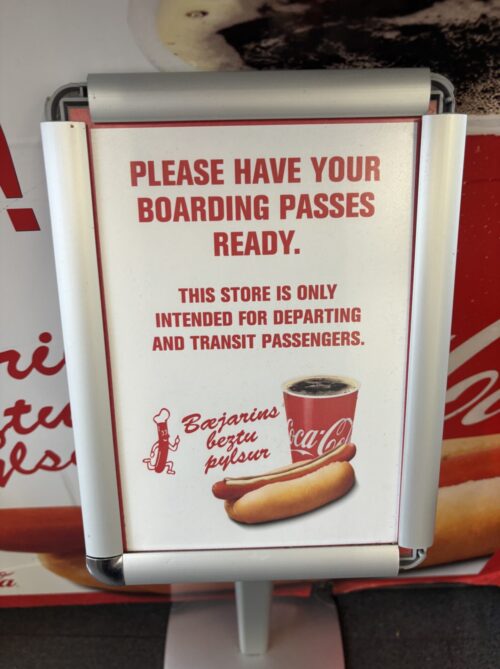 PLEASE HAVE YOUR
BOARDING PASSES
READY.
THIS STORE IS ONLY
INTENDED FOR DEPARTING
AND TRANSIT PASSENGERS.
Bæjarins
beztu
pylsur
Coca-Co